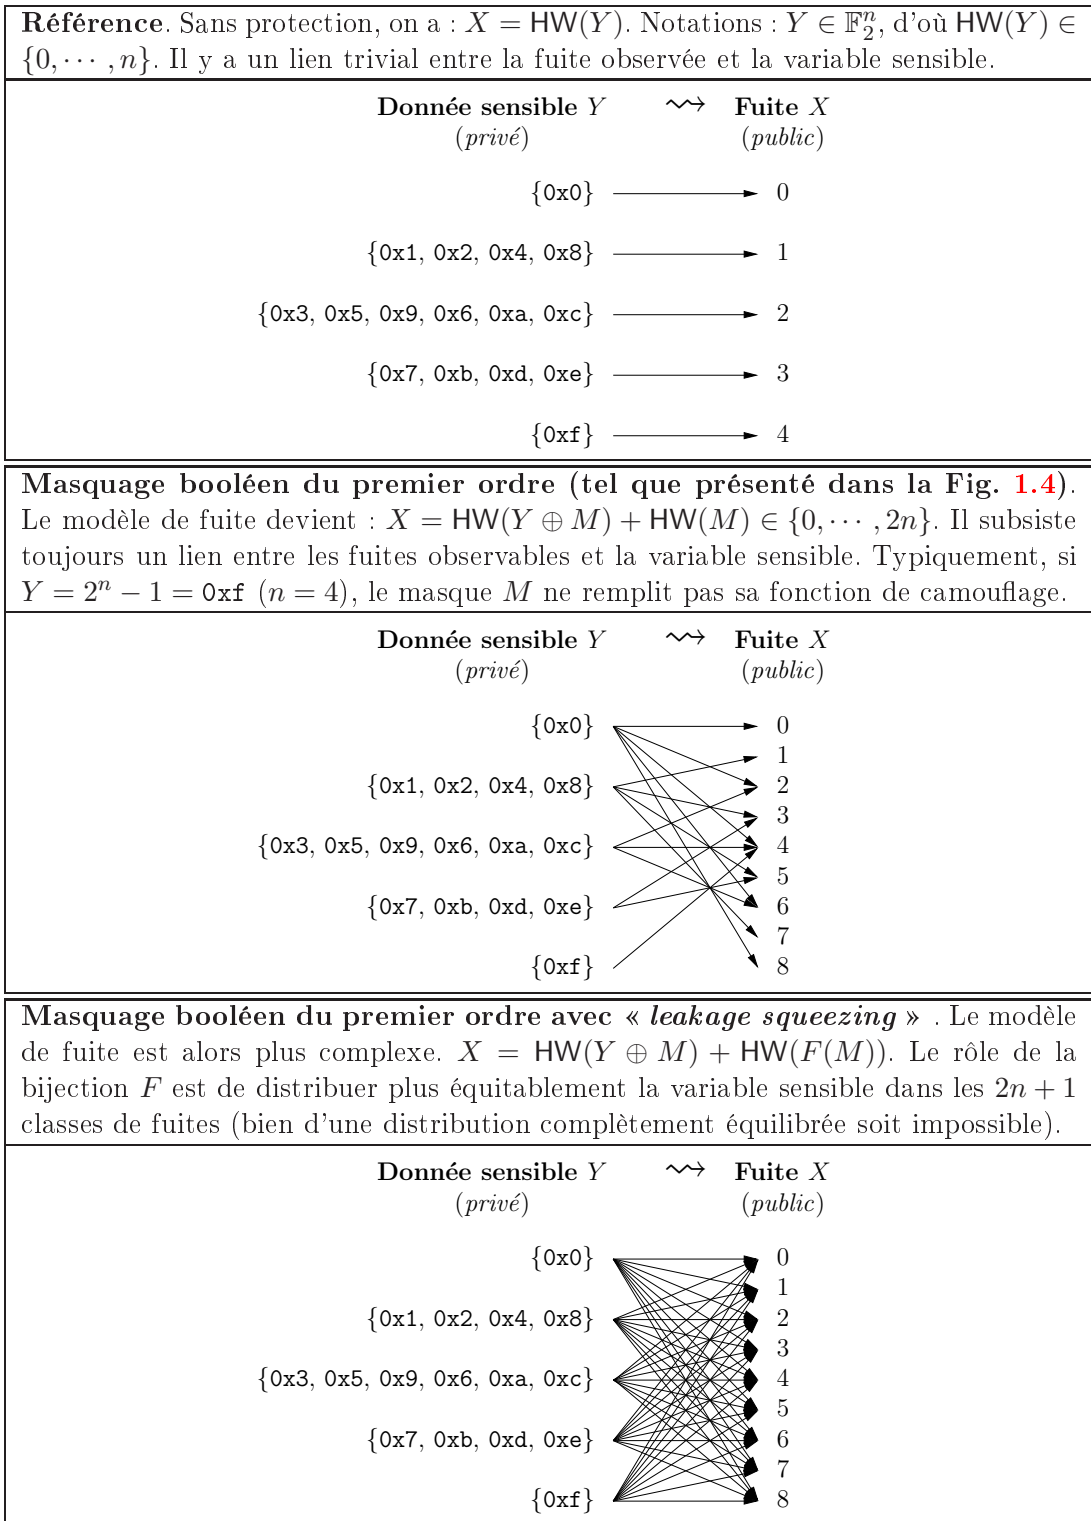 Référence. Sans protection, on a : X = HW(Y). Notations : Y ∈ 𝔽₂ⁿ, d'où HW(Y) ∈
{0, ··· , n}. Il y a un lien trivial entre la fuite observée et la variable sensible.
Donnée sensible Y ⇝ Fuite X
(privé) (public)
{0x0} 0
{0x1, 0x2, 0x4, 0x8} 1
{0x3, 0x5, 0x9, 0x6, 0xa, 0xc} 2
{0x7, 0xb, 0xd, 0xe} 3
{0xf} 4
Masquage booléen du premier ordre (tel que présenté dans la Fig. 1.4).
Le modèle de fuite devient : X = HW(Y ⊕ M) + HW(M) ∈ {0, ··· , 2n}. Il subsiste
toujours un lien entre les fuites observables et la variable sensible. Typiquement, si
Y = 2ⁿ − 1 = 0xf (n = 4), le masque M ne remplit pas sa fonction de camouflage.
Donnée sensible Y ⇝ Fuite X
(privé) (public)
{0x0} 0
1
{0x1, 0x2, 0x4, 0x8} 2
3
{0x3, 0x5, 0x9, 0x6, 0xa, 0xc} 4
5
{0x7, 0xb, 0xd, 0xe} 6
7
{0xf} 8
Masquage booléen du premier ordre avec « leakage squeezing » . Le modèle
de fuite est alors plus complexe. X = HW(Y ⊕ M) + HW(F(M)). Le rôle de la
bijection F est de distribuer plus équitablement la variable sensible dans les 2n + 1
classes de fuites (bien d'une distribution complètement équilibrée soit impossible).
Donnée sensible Y ⇝ Fuite X
(privé) (public)
{0x0} 0
1
{0x1, 0x2, 0x4, 0x8} 2
3
{0x3, 0x5, 0x9, 0x6, 0xa, 0xc} 4
5
{0x7, 0xb, 0xd, 0xe} 6
7
{0xf} 8